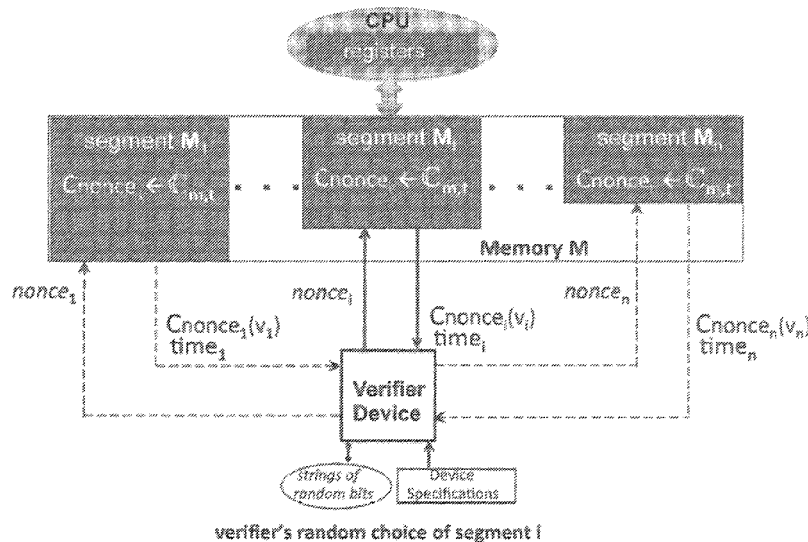 CPU
registers
segment M₁
Cnonce₁ ← ℂₘ,ₜ
segment Mᵢ
Cnonceᵢ ← ℂₘ,ₜ
segment Mₙ
Cnonceₙ ← ℂₘ,ₜ
Memory M
nonce₁
Cnonce₁(v₁)
time₁
nonceᵢ
Cnonceᵢ(vᵢ)
timeᵢ
nonceₙ
Cnonceₙ(vₙ)
timeₙ
Verifier
Device
strings of
random bits
Device
Specifications
verifier's random choice of segment i